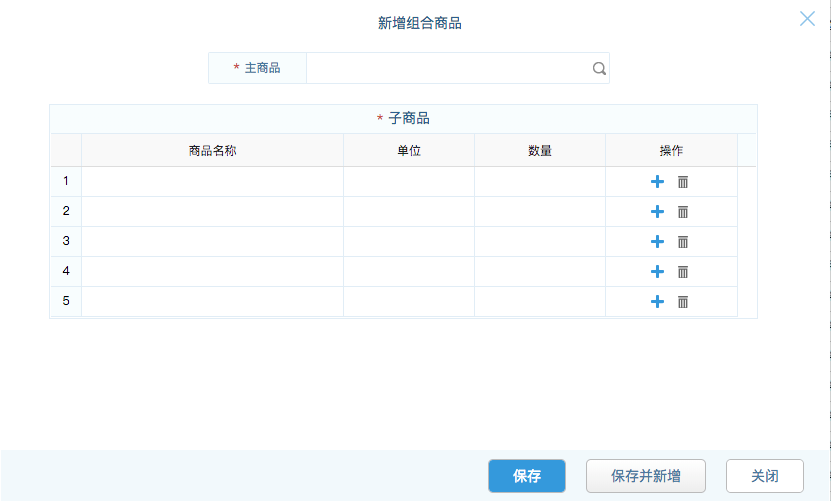 新增组合商品
* 主商品
* 子商品
商品名称 单位 数量 操作
1
2
3
4
5
保存 保存并新增 关闭